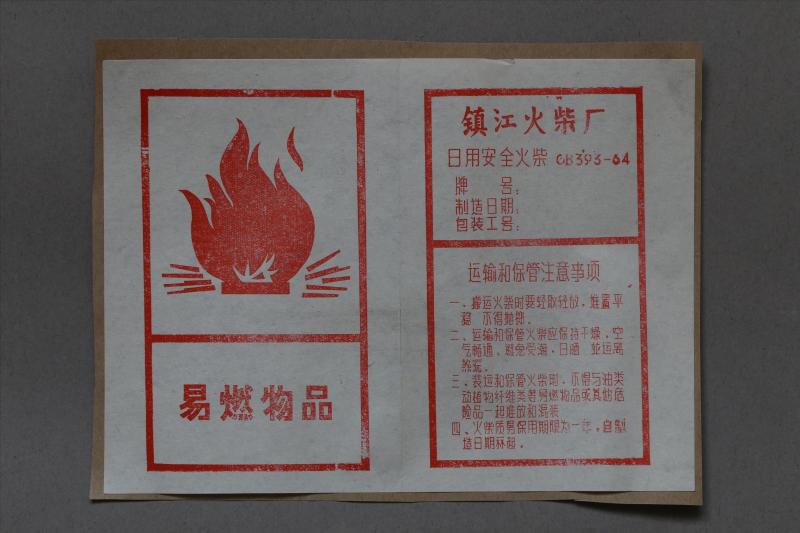 易燃物品
镇江火柴厂
日用安全火柴 GB393-64
牌 号:
制造日期:
包装工号:
运输和保管注意事项
一、搬运火柴时要轻取轻放，堆置平
稳 不得抛掷.
二、运输和保管火柴应保持干燥，空
气畅通、避免受潮，日晒 並远离
热源.
三、装运和保管火柴时，不得与油类
动植物纤维类等易燃物品或其他危
险品一起堆放和混装
四、火柴质易保用期限为一年，自制
造日期标起.